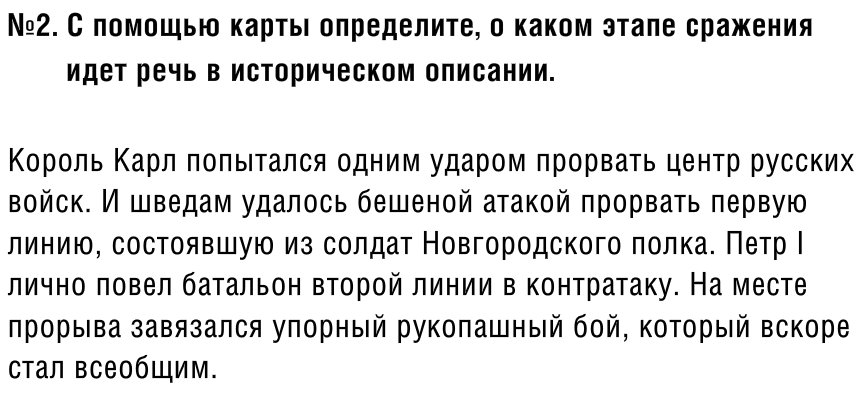 №2. С помощью карты определите, о каком этапе сражения
идет речь в историческом описании.
Король Карл попытался одним ударом прорвать центр русских
войск. И шведам удалось бешеной атакой прорвать первую
линию, состоявшую из солдат Новгородского полка. Петр I
лично повел батальон второй линии в контратаку. На месте
прорыва завязался упорный рукопашный бой, который вскоре
стал всеобщим.